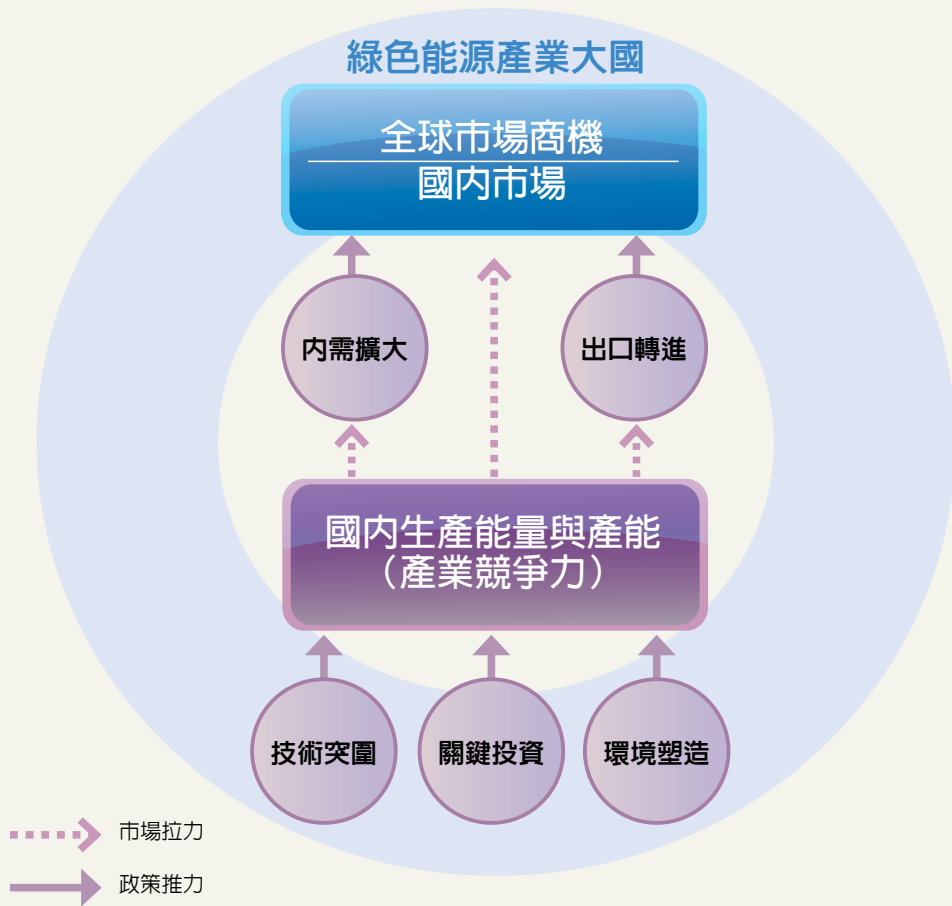 綠色能源產業大國
全球市場商機
國內市場
內需擴大
出口轉進
國內生產能量與產能
（產業競爭力）
技術突圍
關鍵投資
環境塑造
市場拉力
政策推力